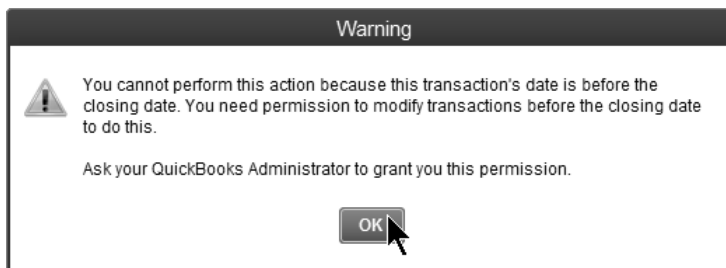 Warning
You cannot perform this action because this transaction's date is before the
closing date. You need permission to modify transactions before the closing date
to do this.
Ask your QuickBooks Administrator to grant you this permission.
OK